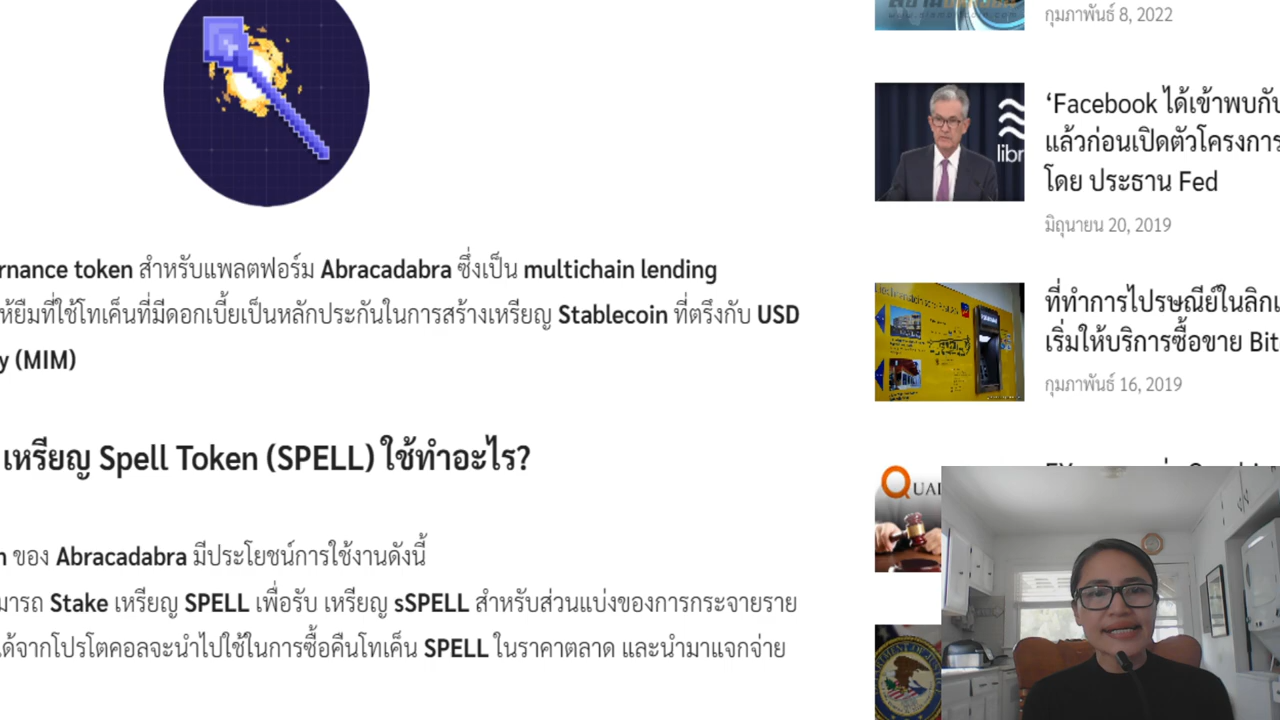 rnance token สำหรับแพลตฟอร์ม Abracadabra ซึ่งเป็น multichain lending
ห้ยืมที่ใช้โทเค็นที่มีดอกเบี้ยเป็นหลักประกันในการสร้างเหรียญ Stablecoin ที่ตรึงกับ USD
y (MIM)
เหรียญ Spell Token (SPELL) ใช้ทำอะไร?
ก ของ Abracadabra มีประโยชน์การใช้งานดังนี้
มารถ Stake เหรียญ SPELL เพื่อรับ เหรียญ sSPELL สำหรับส่วนแบ่งของการกระจายราย
ด้จากโปรโตคอลจะนำไปใช้ในการซื้อคืนโทเค็น SPELL ในราคาตลาด และนำมาแจกจ่าย
กุมภาพันธ์ 8, 2022
libr
‘Facebook ได้เข้าพบกับ
แล้วก่อนเปิดตัวโครงการ
โดย ประธาน Fed
มิถุนายน 20, 2019
ที่ทำการไปรษณีย์ในลิกเ
เริ่มให้บริการซื้อขาย Bit
กุมภาพันธ์ 16, 2019
QUA